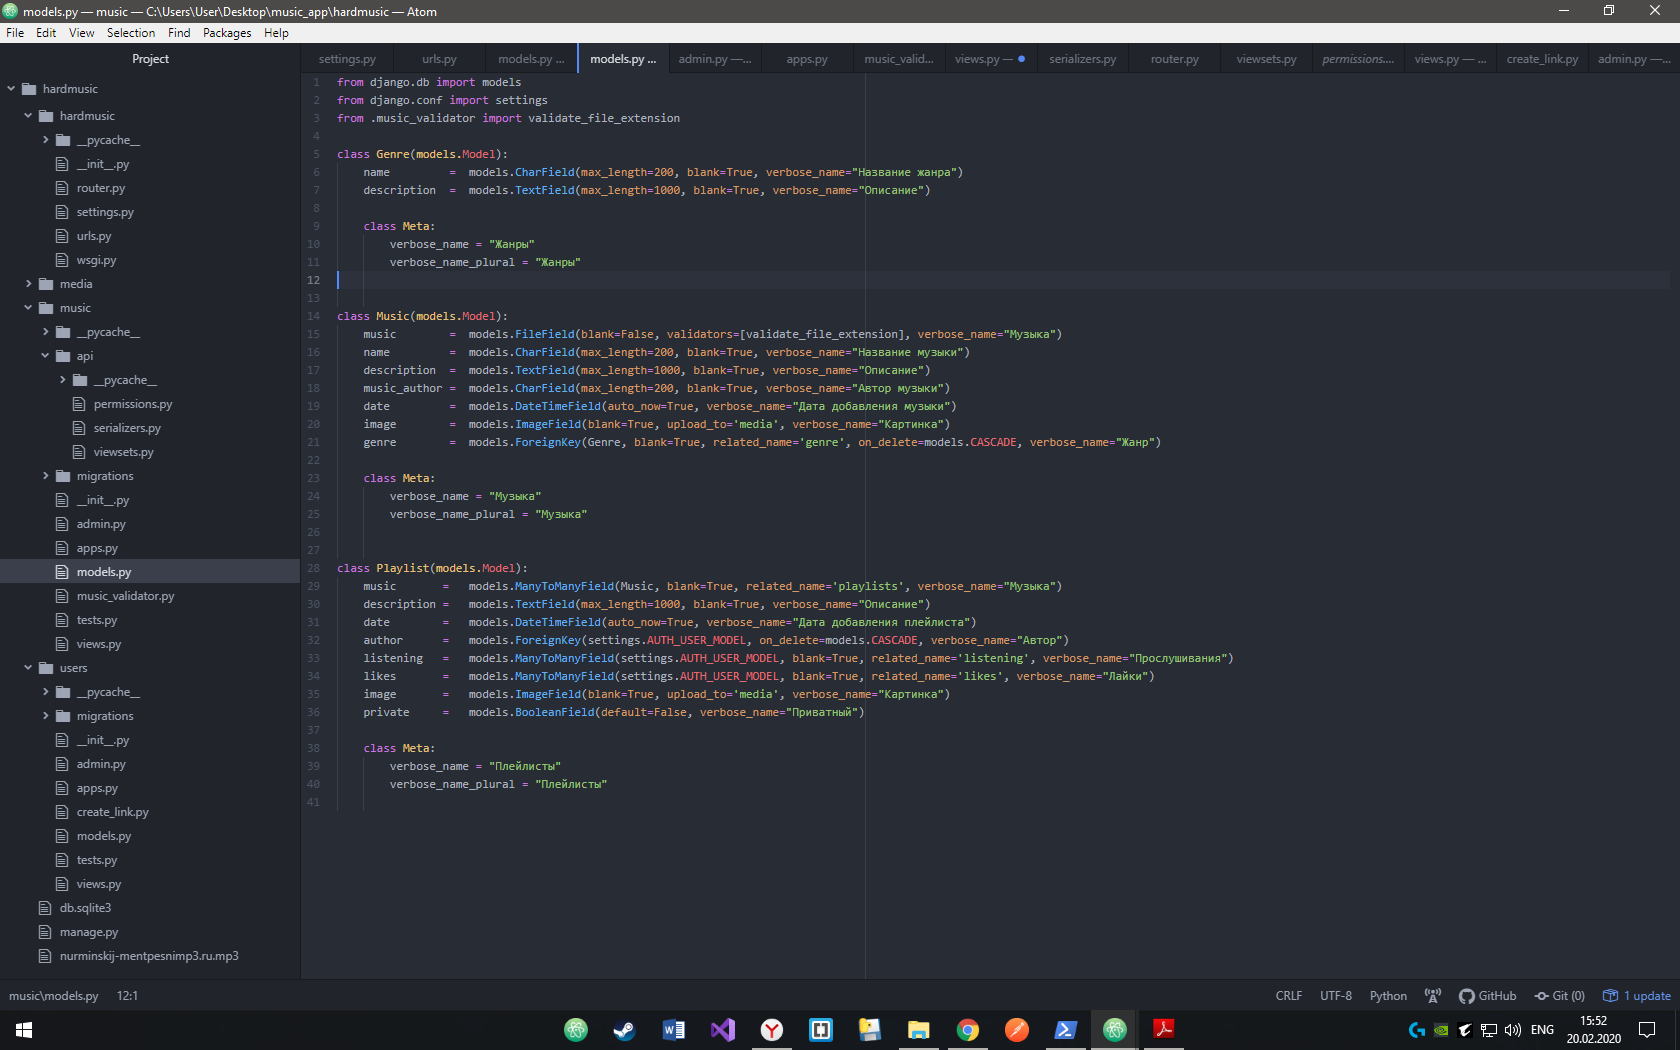 models.py — music — C:\Users\User\Desktop\music_app\hardmusic — Atom
File Edit View Selection Find Packages Help
Project
settings.py urls.py models.py ... models.py ... admin.py —... apps.py music_valid... views.py — serializers.py router.py viewsets.py permissions.... views.py — ... create_link.py admin.py —...
hardmusic
hardmusic
__pycache__
__init__.py
router.py
settings.py
urls.py
wsgi.py
media
music
__pycache__
api
__pycache__
permissions.py
serializers.py
viewsets.py
migrations
__init__.py
admin.py
apps.py
models.py
music_validator.py
tests.py
views.py
users
__pycache__
migrations
__init__.py
admin.py
apps.py
create_link.py
models.py
tests.py
views.py
db.sqlite3
manage.py
nurminskij-mentpesnimp3.ru.mp3
1 from django.db import models
2 from django.conf import settings
3 from .music_validator import validate_file_extension
4
5 class Genre(models.Model):
6     name         =  models.CharField(max_length=200, blank=True, verbose_name="Название жанра")
7     description  =  models.TextField(max_length=1000, blank=True, verbose_name="Описание")
8
9     class Meta:
10         verbose_name = "Жанры"
11         verbose_name_plural = "Жанры"
12
13
14 class Music(models.Model):
15     music        =  models.FileField(blank=False, validators=[validate_file_extension], verbose_name="Музыка")
16     name         =  models.CharField(max_length=200, blank=True, verbose_name="Название музыки")
17     description  =  models.TextField(max_length=1000, blank=True, verbose_name="Описание")
18     music_author =  models.CharField(max_length=200, blank=True, verbose_name="Автор музыки")
19     date         =  models.DateTimeField(auto_now=True, verbose_name="Дата добавления музыки")
20     image        =  models.ImageField(blank=True, upload_to='media', verbose_name="Картинка")
21     genre        =  models.ForeignKey(Genre, blank=True, related_name='genre', on_delete=models.CASCADE, verbose_name="Жанр")
22
23     class Meta:
24         verbose_name = "Музыка"
25         verbose_name_plural = "Музыка"
26
27
28 class Playlist(models.Model):
29     music       =   models.ManyToManyField(Music, blank=True, related_name='playlists', verbose_name="Музыка")
30     description =   models.TextField(max_length=1000, blank=True, verbose_name="Описание")
31     date        =   models.DateTimeField(auto_now=True, verbose_name="Дата добавления плейлиста")
32     author      =   models.ForeignKey(settings.AUTH_USER_MODEL, on_delete=models.CASCADE, verbose_name="Автор")
33     listening   =   models.ManyToManyField(settings.AUTH_USER_MODEL, blank=True, related_name='listening', verbose_name="Прослушивания")
34     likes       =   models.ManyToManyField(settings.AUTH_USER_MODEL, blank=True, related_name='likes', verbose_name="Лайки")
35     image       =   models.ImageField(blank=True, upload_to='media', verbose_name="Картинка")
36     private     =   models.BooleanField(default=False, verbose_name="Приватный")
37
38     class Meta:
39         verbose_name = "Плейлисты"
40         verbose_name_plural = "Плейлисты"
41
music\models.py 12:1 CRLF UTF-8 Python GitHub Git (0) 1 update
ENG 15:52
20.02.2020